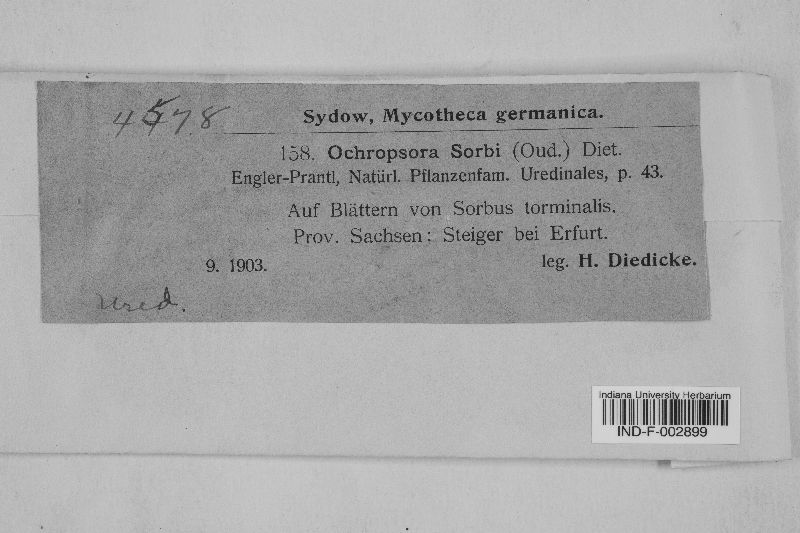 4578
Sydow, Mycotheca germanica.
158. Ochropsora Sorbi (Oud.) Diet.
Engler-Prantl, Natürl. Pflanzenfam. Uredinales, p. 43.
Auf Blättern von Sorbus torminalis.
Prov. Sachsen: Steiger bei Erfurt.
9. 1903. leg. H. Diedicke.
Ured.
Indiana University Herbarium
IND-F-002899